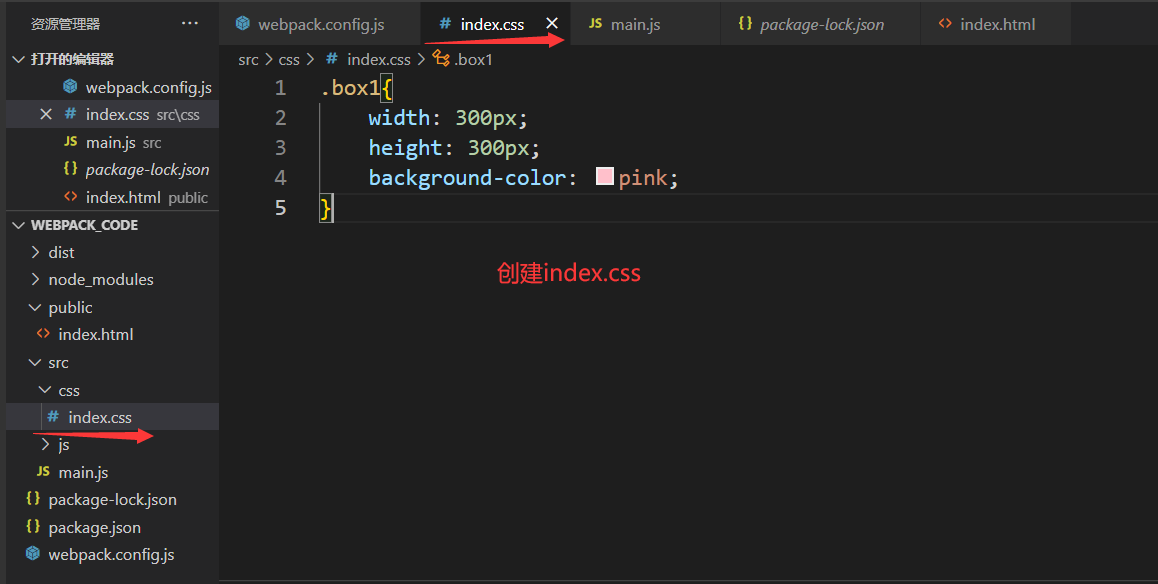 资源管理器 ···
打开的编辑器
webpack.config.js
# index.css src\css
JS main.js src
{} package-lock.json
<> index.html public
WEBPACK_CODE
dist
node_modules
public
<> index.html
src
css
# index.css
js
JS main.js
{} package-lock.json
{} package.json
webpack.config.js
webpack.config.js # index.css JS main.js {} package-lock.json <> index.html
src > css > # index.css > .box1
1 .box1{
2 width: 300px;
3 height: 300px;
4 background-color: pink;
5 }
创建index.css